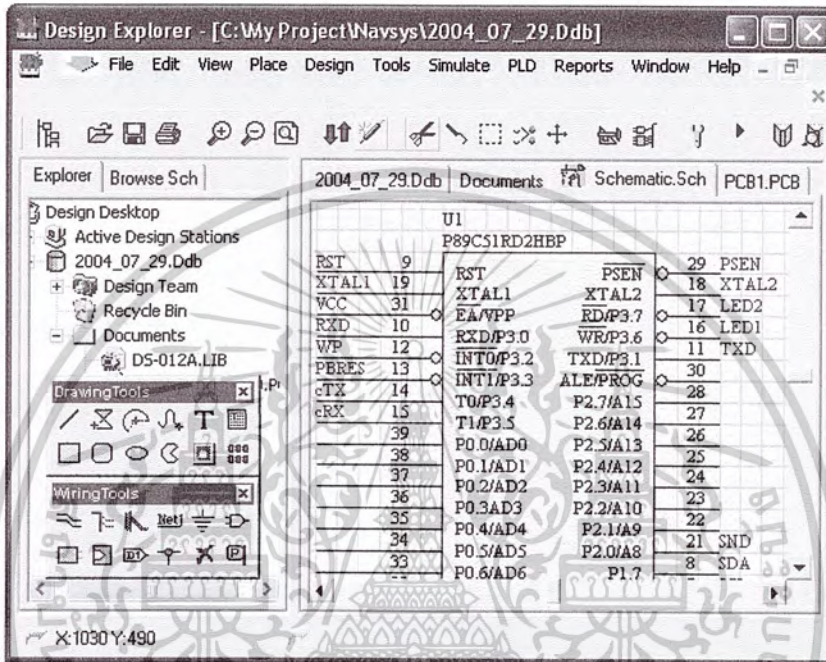 Design Explorer - [C:\My Project\Navsys\2004_07_29.Ddb]
File Edit View Place Design Tools Simulate PLD Reports Window Help
Explorer Browse Sch
2004_07_29.Ddb Documents Schematic.Sch PCB1.PCB
Design Desktop
Active Design Stations
2004_07_29.Ddb
Design Team
Recycle Bin
Documents
DS-012A.LIB
DrawingTools
T
WiringTools
Net1
D1
P
U1
P89C51RD2HBP
RST 9 RST PSEN 29 PSEN
XTAL1 19 XTAL1 XTAL2 18 XTAL2
VCC 31 EA/VPP RD/P3.7 17 LED2
RXD 10 RXD/P3.0 WR/P3.6 16 LED1
WP 12 INT0/P3.2 TXD/P3.1 11 TXD
PBRES 13 INT1/P3.3 ALE/PROG 30
cTX 14 T0/P3.4 P2.7/A15 28
cRX 15 T1/P3.5 P2.6/A14 27
39 P0.0/AD0 P2.5/A13 26
38 P0.1/AD1 P2.4/A12 25
37 P0.2/AD2 P2.3/A11 24
36 P0.3AD3 P2.2/A10 23
35 P0.4/AD4 P2.1/A9 22
34 P0.5/AD5 P2.0/A8 21 SND
33 P0.6/AD6 P1.7 8 SDA
X:1030 Y:490